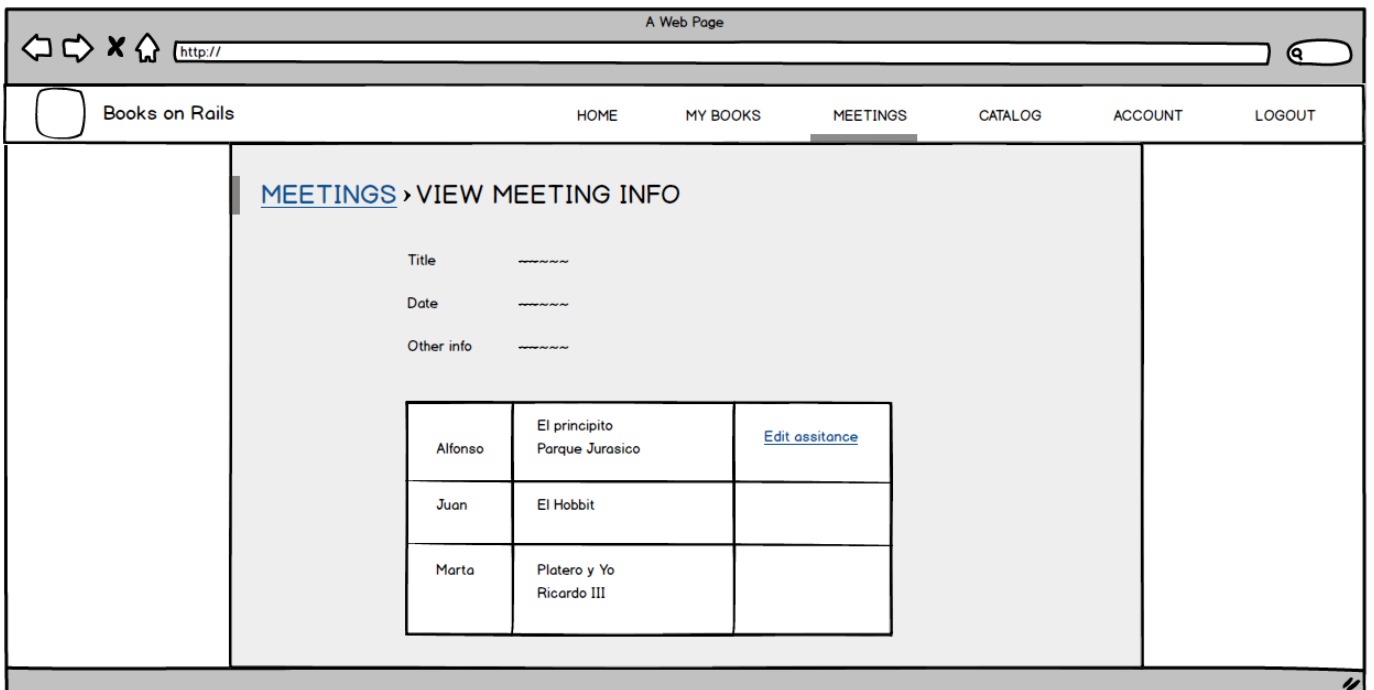 A Web Page
http://
Books on Rails HOME MY BOOKS MEETINGS CATALOG ACCOUNT LOGOUT
MEETINGS › VIEW MEETING INFO
Title ~~~~~~
Date ~~~~~~
Other info ~~~~~~
Alfonso
El principito
Parque Jurasico
Edit assitance
Juan
El Hobbit
Marta
Platero y Yo
Ricardo III